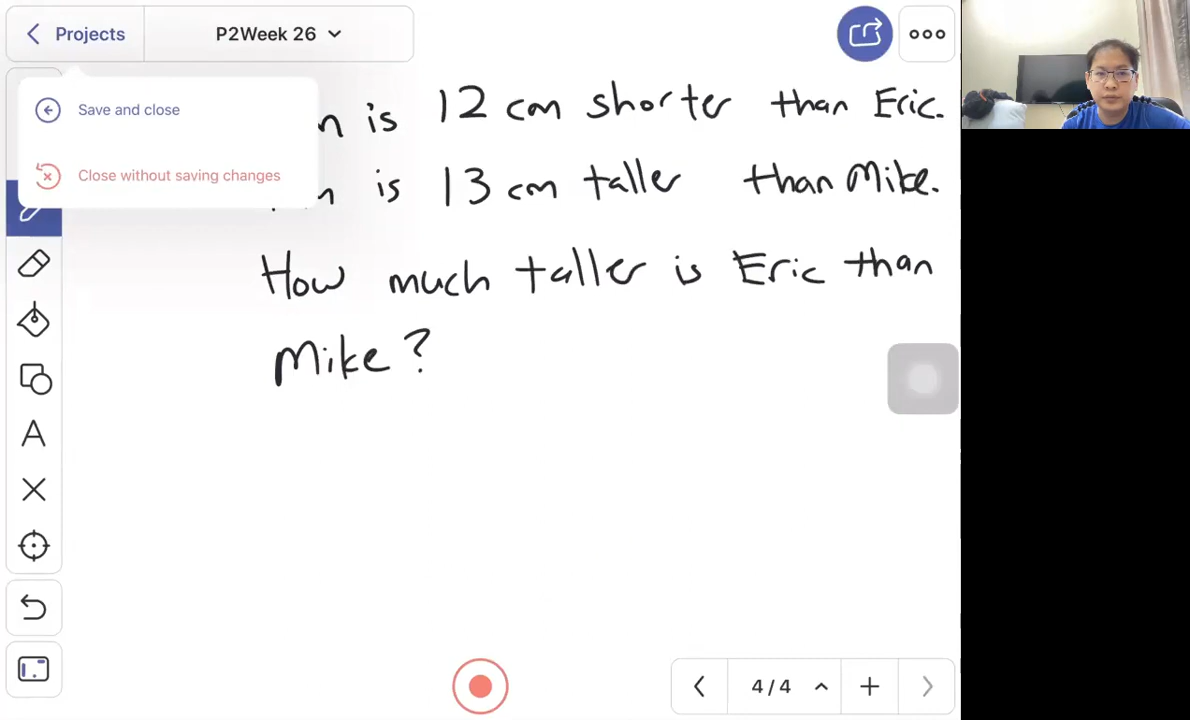 Projects
P2Week 26
Save and close
Close without saving changes
is 12 cm shorter than Eric.
is 13 cm taller than Mike.
How much taller is Eric than
Mike?
4/4